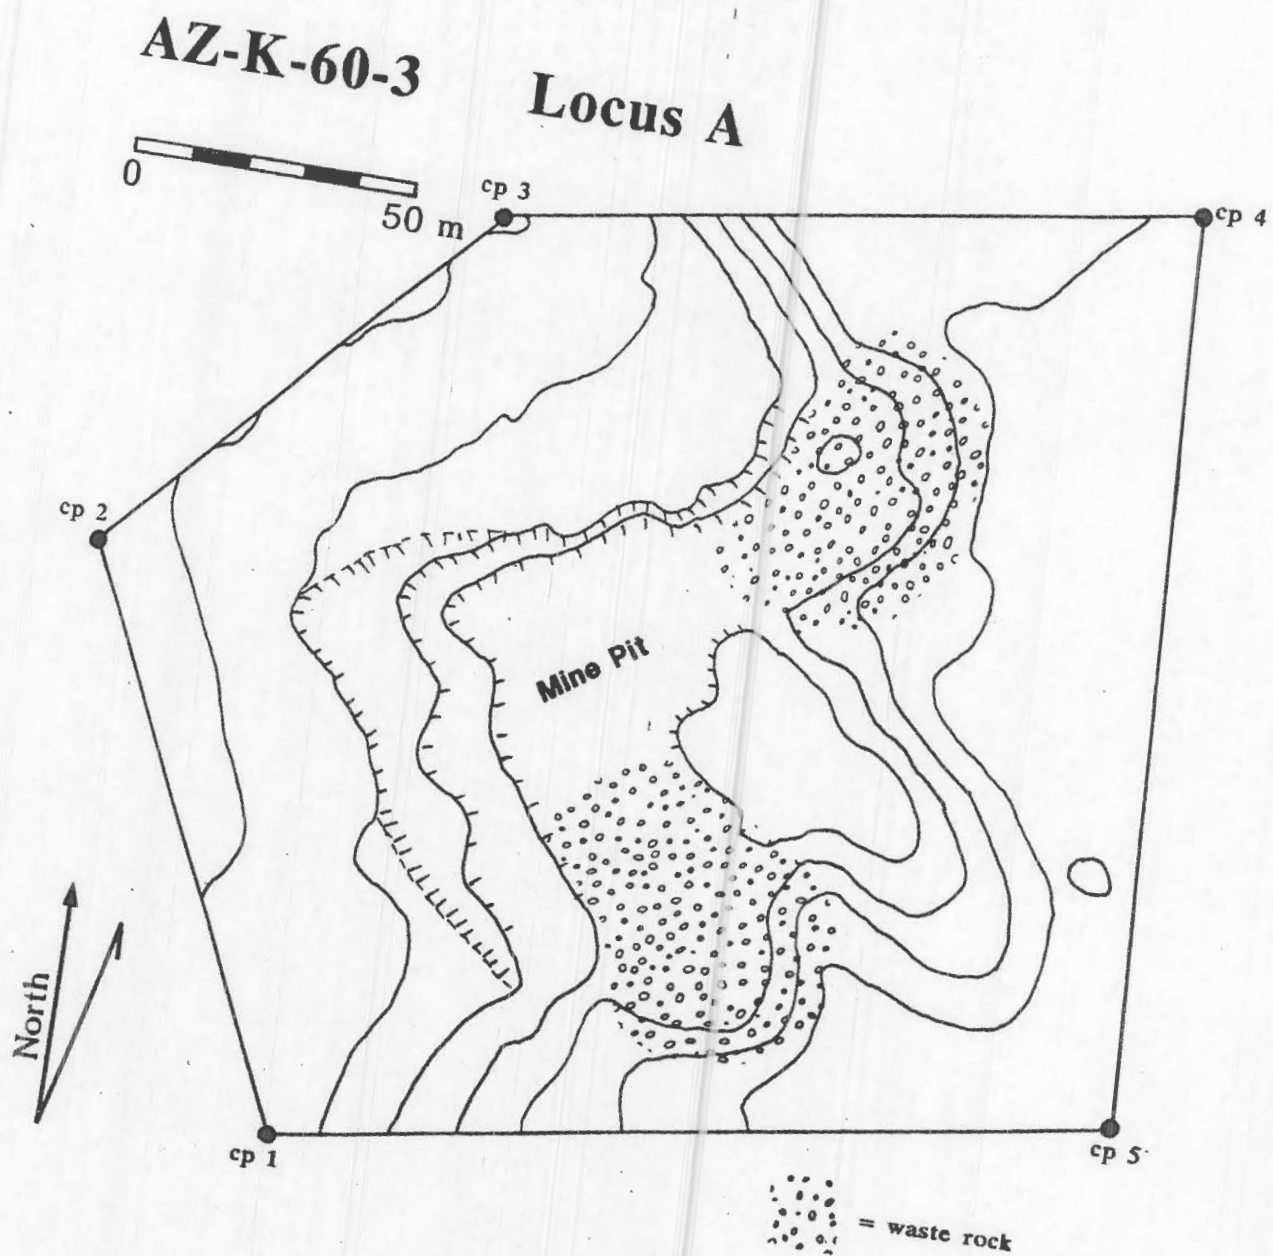 AZ-K-60-3 Locus A
0 50 m
cp 3
cp 4
cp 2
Mine Pit
North
cp 1
cp 5
= waste rock